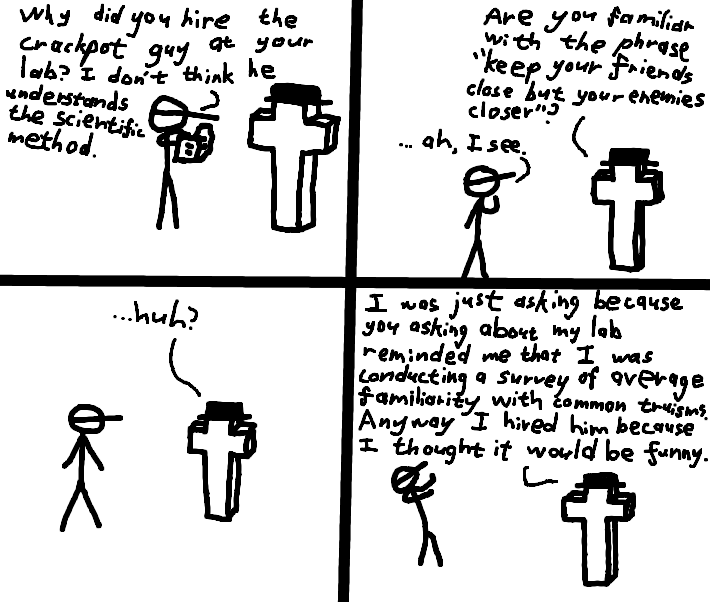 Why did you hire the
crackpot guy at your
lab? I don't think he
understands
the scientific
method.
Are you familiar
with the phrase
"keep your friends
close but your enemies
closer"?
... ah, I see.
...huh?
I was just asking because
you asking about my lab
reminded me that I was
conducting a survey of average
familiarity with common truisms.
Anyway I hired him because
I thought it would be funny.